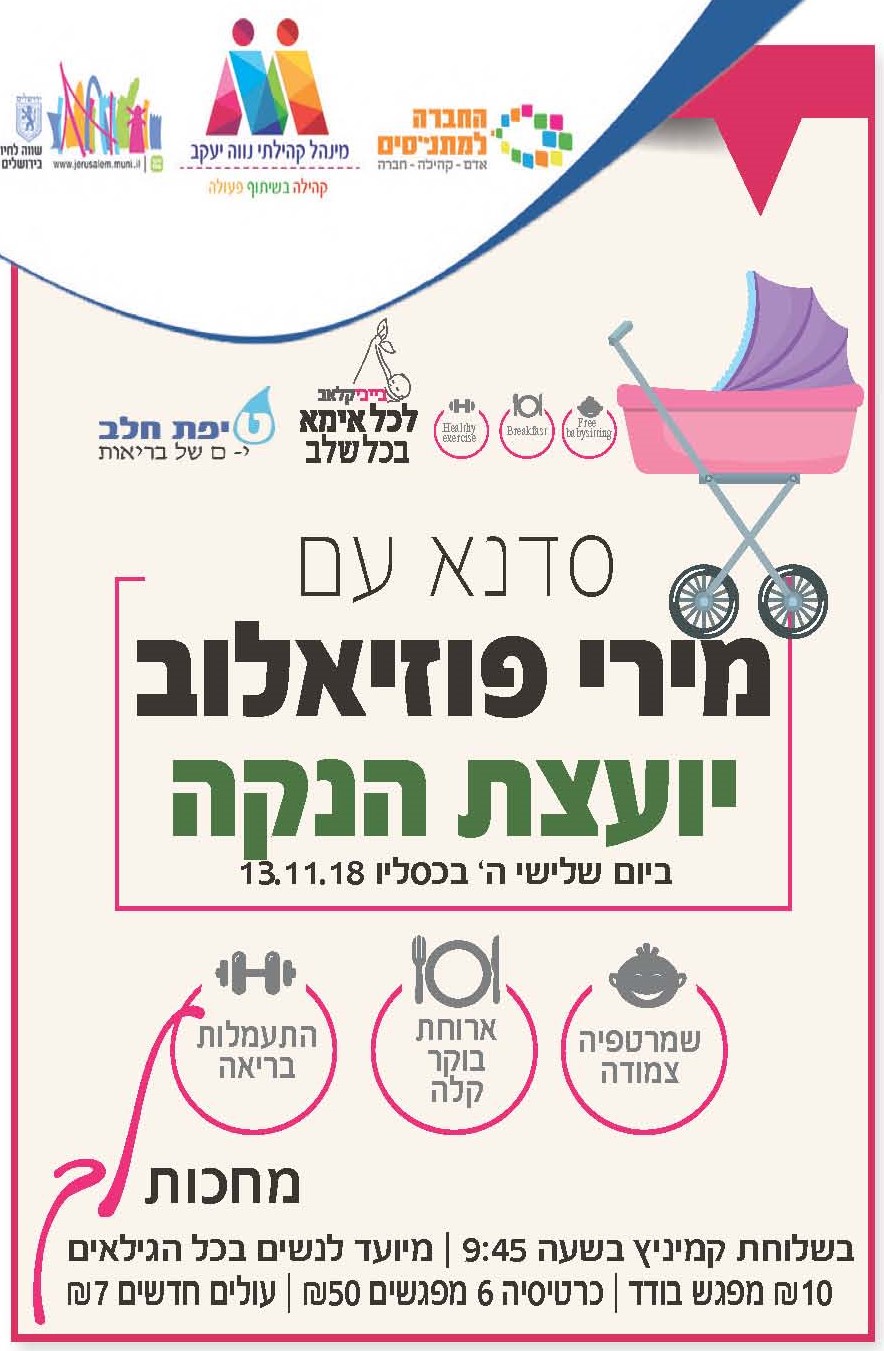 החברה
למתנ״סים
אדם - קהילה - חברה
מינהל קהילתי נווה יעקב
קהילה בשיתוף פעולה
www.jerusalem.muni.il
שווה לחיו
בירושלים
Free
babysitting
Breakfast
Healthy
exercise
בייביקלאב
לכל אימא
בכל שלב
טיפת חלב
י- ם של בריאות
סדנא עם
מירי פוזיאלוב
יועצת הנקה
ביום שלישי ה' בכסליו 13.11.18
שמרטפיה
צמודה
ארוחת
בוקר
קלה
התעמלות
בריאה
מחכות
לך
בשלוחת קמיניץ בשעה 9:45 | מיועד לנשים בכל הגילאים
₪10 מפגש בודד | כרטיסיה 6 מפגשים ₪50 | עולים חדשים ₪7